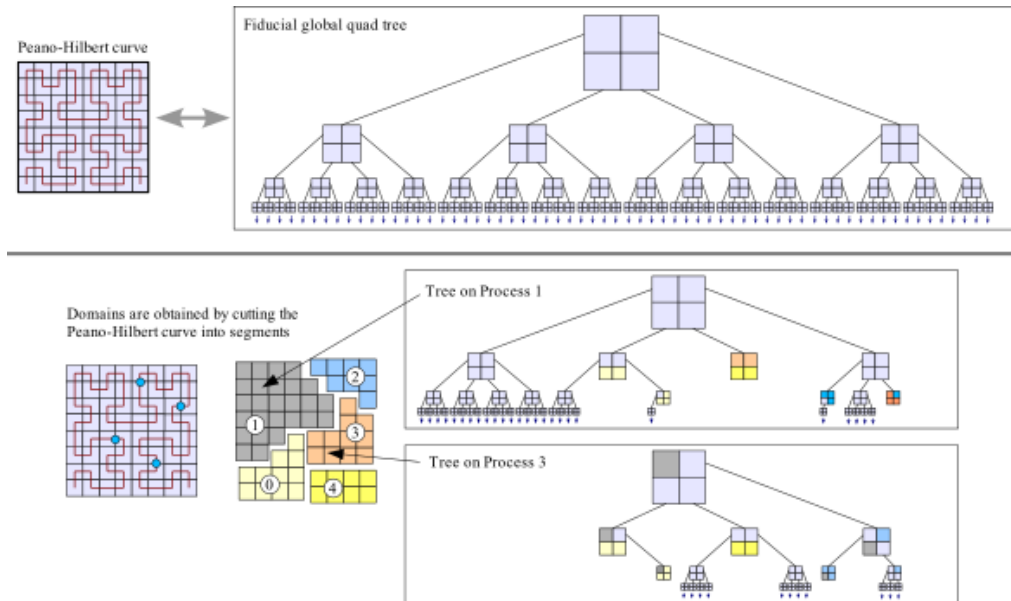 Fiducial global quad tree
Peano-Hilbert curve
Tree on Process 1
Domains are obtained by cutting the
Peano-Hilbert curve into segments
2
1
3
Tree on Process 3
0
4